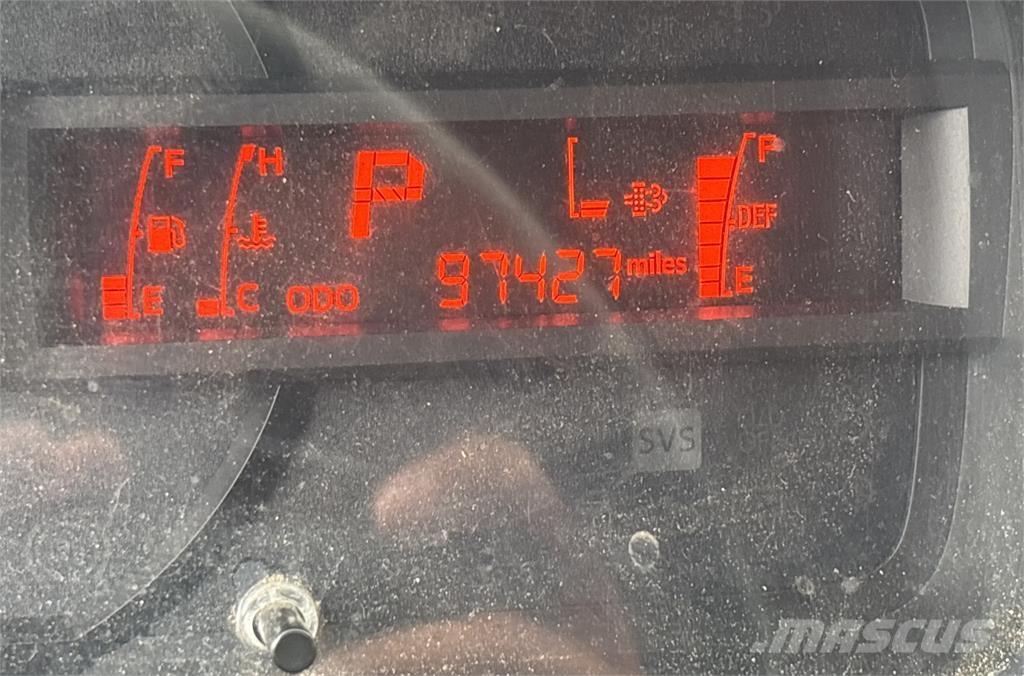 F H P F
DEF
E C ODO 97427 miles E
SVS
MASCUS